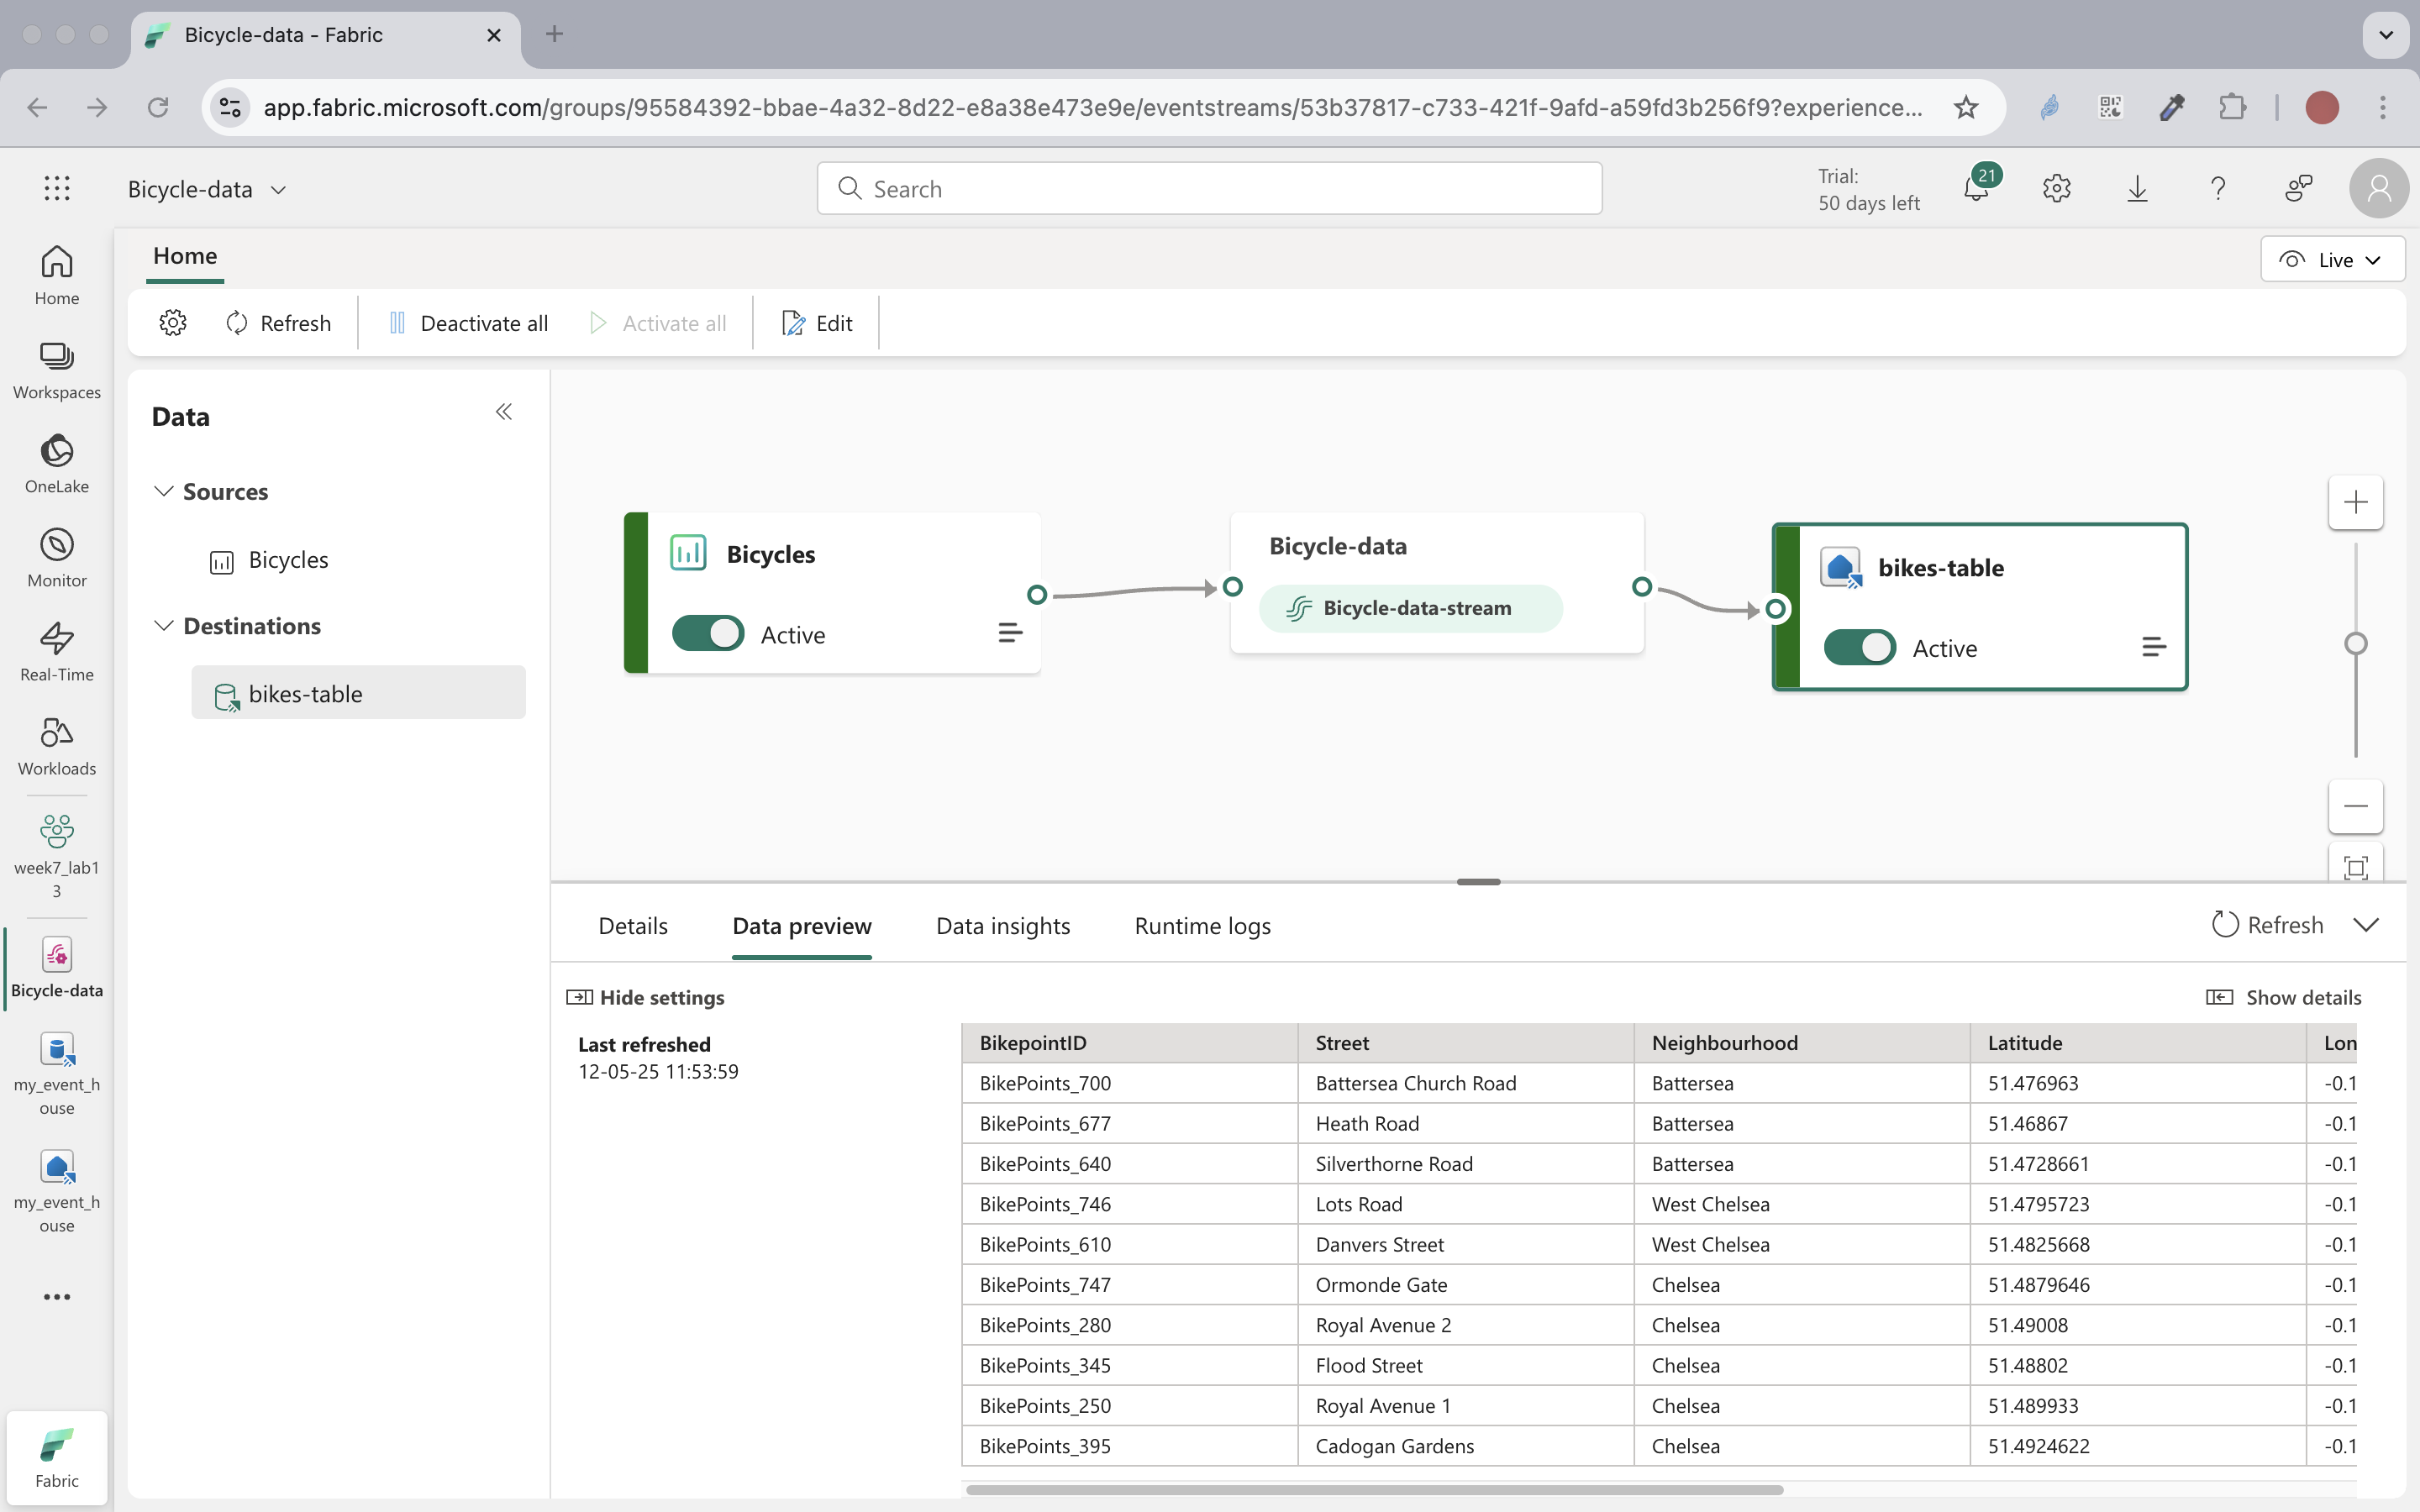 Bicycle-data - Fabric
app.fabric.microsoft.com/groups/95584392-bbae-4a32-8d22-e8a38e473e9e/eventstreams/53b37817-c733-421f-9afd-a59fd3b256f9?experience...
Bicycle-data
Search
Trial:
50 days left
21
Home
Workspaces
OneLake
Monitor
Real-Time
Workloads
week7_lab1
3
Bicycle-data
my_event_h
ouse
my_event_h
ouse
Fabric
Home
Live
Refresh
Deactivate all
Activate all
Edit
Data
Sources
Bicycles
Destinations
bikes-table
Bicycles
Active
Bicycle-data
Bicycle-data-stream
bikes-table
Active
Details
Data preview
Data insights
Runtime logs
Refresh
Hide settings
Show details
Last refreshed
12-05-25 11:53:59
BikepointID Street Neighbourhood Latitude Lon
BikePoints_700 Battersea Church Road Battersea 51.476963 -0.1
BikePoints_677 Heath Road Battersea 51.46867 -0.1
BikePoints_640 Silverthorne Road Battersea 51.4728661 -0.1
BikePoints_746 Lots Road West Chelsea 51.4795723 -0.1
BikePoints_610 Danvers Street West Chelsea 51.4825668 -0.1
BikePoints_747 Ormonde Gate Chelsea 51.4879646 -0.1
BikePoints_280 Royal Avenue 2 Chelsea 51.49008 -0.1
BikePoints_345 Flood Street Chelsea 51.48802 -0.1
BikePoints_250 Royal Avenue 1 Chelsea 51.489933 -0.1
BikePoints_395 Cadogan Gardens Chelsea 51.4924622 -0.1